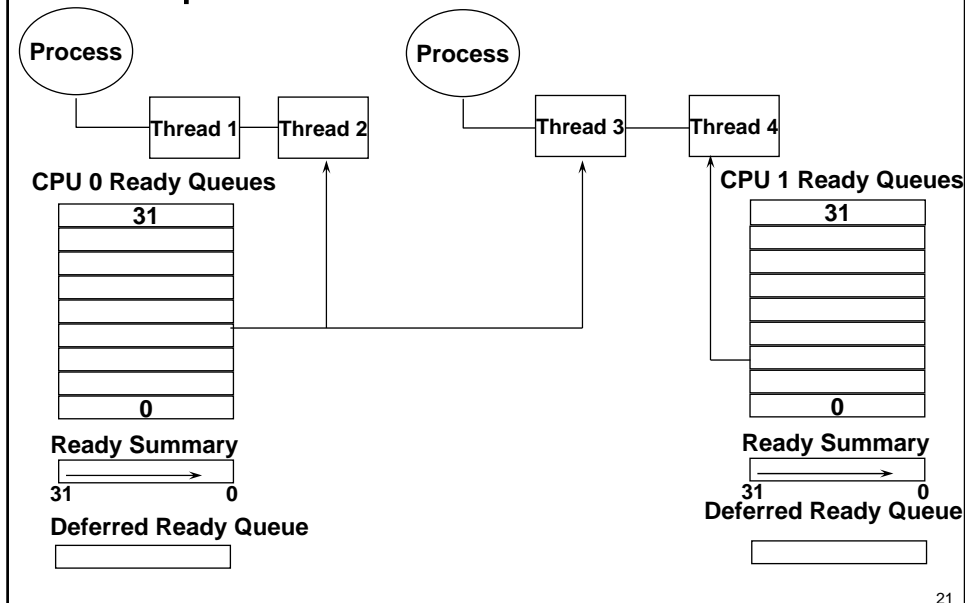 Process
Process
Thread 1
Thread 2
Thread 3
Thread 4
CPU 0 Ready Queues
CPU 1 Ready Queues
31
31
0
0
Ready Summary
Ready Summary
31
0
31
0
Deferred Ready Queue
Deferred Ready Queue
21